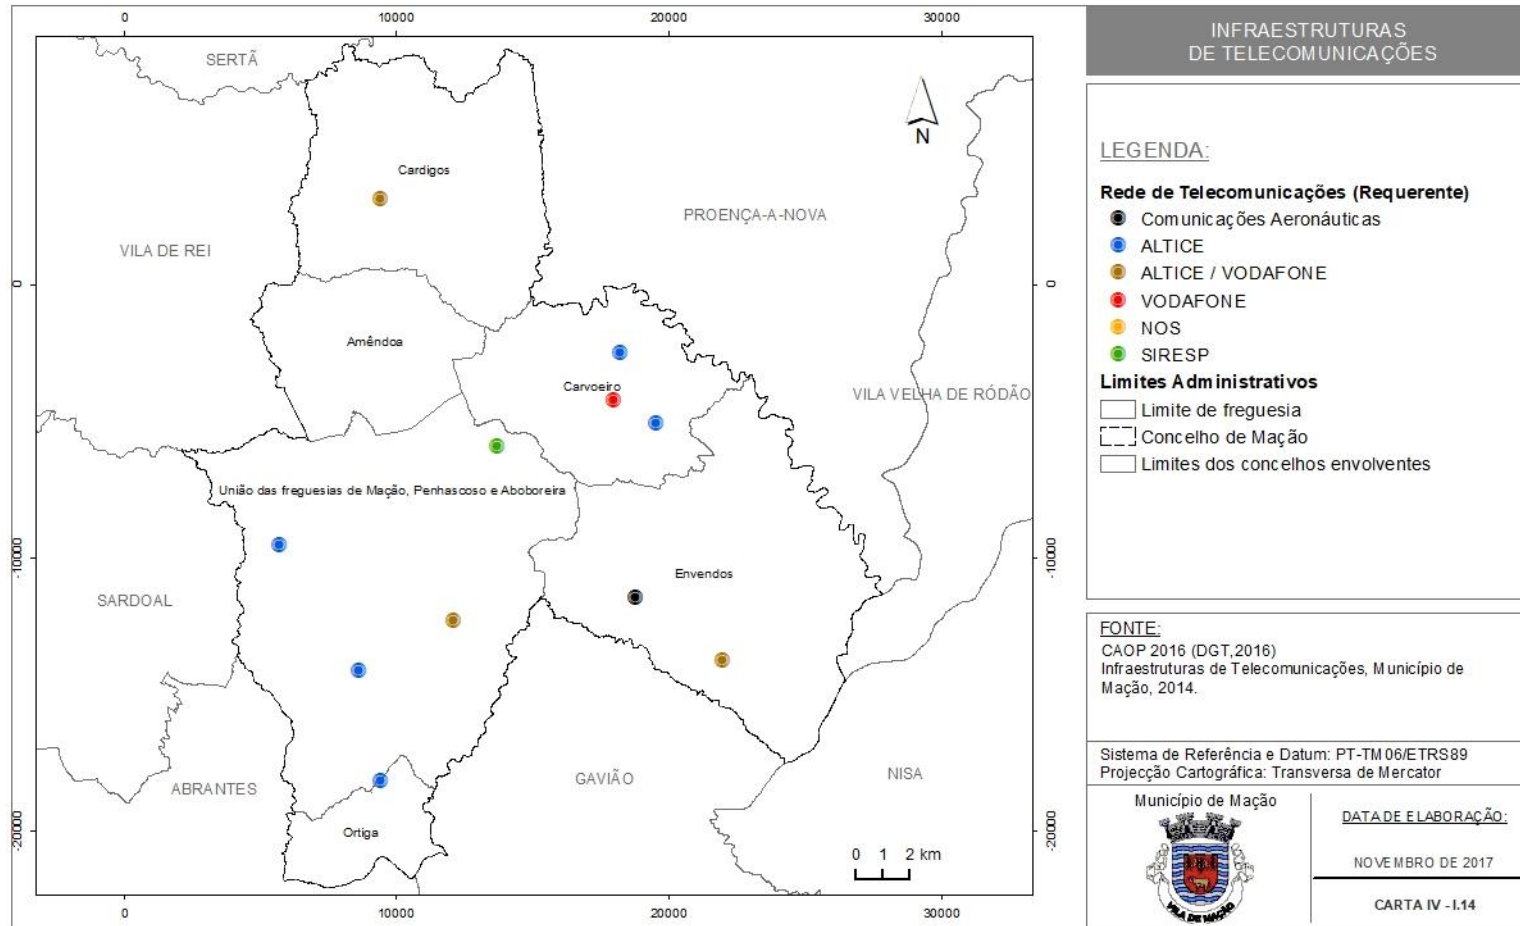 0 10000 20000 30000
SERTÃ
N
Cardigos
PROENÇA-A-NOVA
VILA DE REI
0 0
Amêndoa
Carvoeiro
VILA VELHA DE RÓDÃO
União das freguesias de Mação, Penhascoso e Aboboreira
-10000 -10000
Envendos
SARDOAL
ABRANTES
GAVIÃO
NISA
-20000 -20000
Ortiga
0 1 2 km
0 10000 20000 30000
INFRAESTRUTURAS
DE TELECOMUNICAÇÕES
LEGENDA:
Rede de Telecomunicações (Requerente)
Comunicações Aeronáuticas
ALTICE
ALTICE / VODAFONE
VODAFONE
NOS
SIRESP
Limites Administrativos
Limite de freguesia
Concelho de Mação
Limites dos concelhos envolventes
FONTE:
CAOP 2016 (DGT,2016)
Infraestruturas de Telecomunicações, Município de
Mação, 2014.
Sistema de Referência e Datum: PT-TM06/ETRS89
Projecção Cartográfica: Transversa de Mercator
Município de Mação
VILA DE MAÇÃO
DATA DE ELABORAÇÃO:
NOVEMBRO DE 2017
CARTA IV - I.14